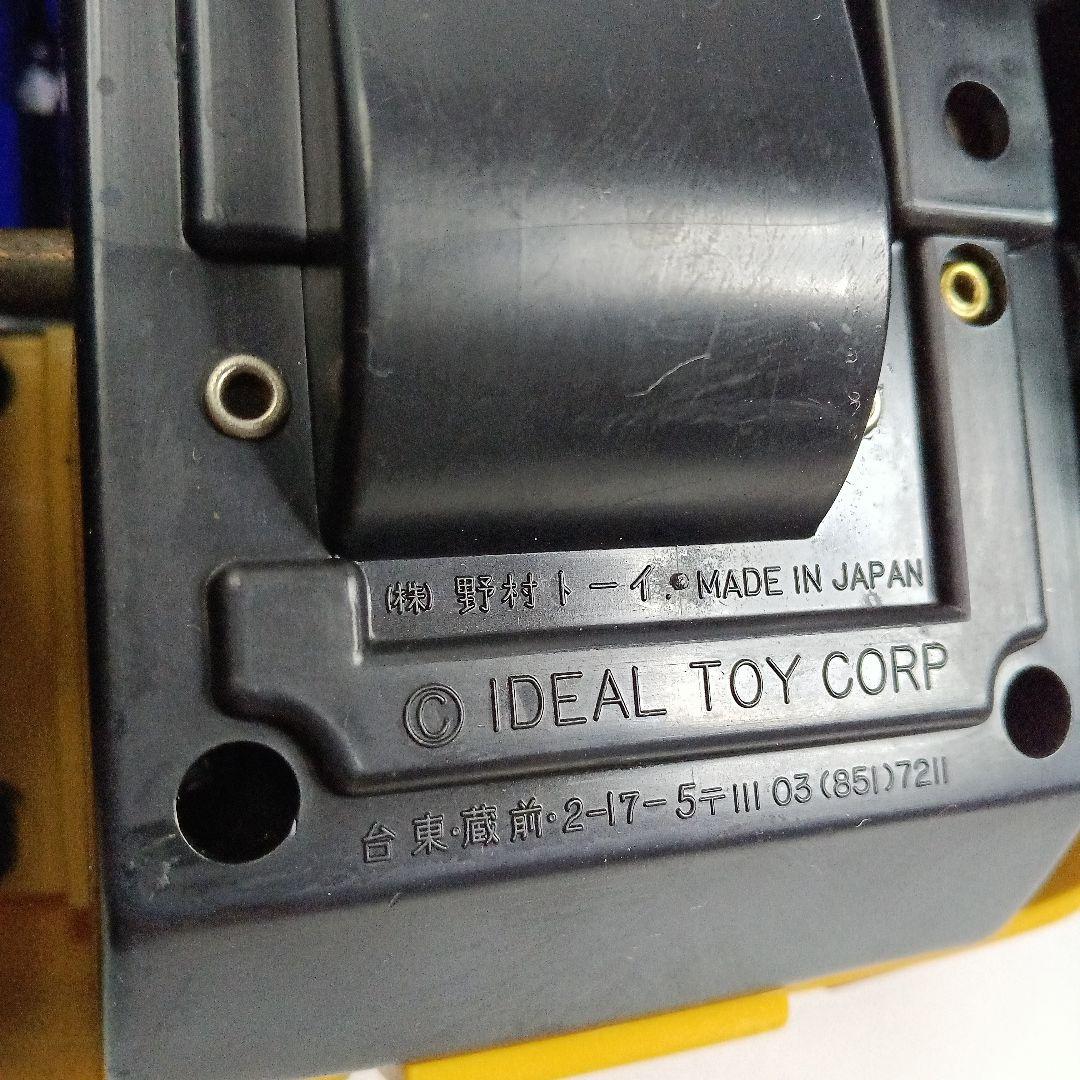 (株) 野村トーイ・MADE IN JAPAN
© IDEAL TOY CORP
台東・蔵前・2-17-5〒111 03(851)7211